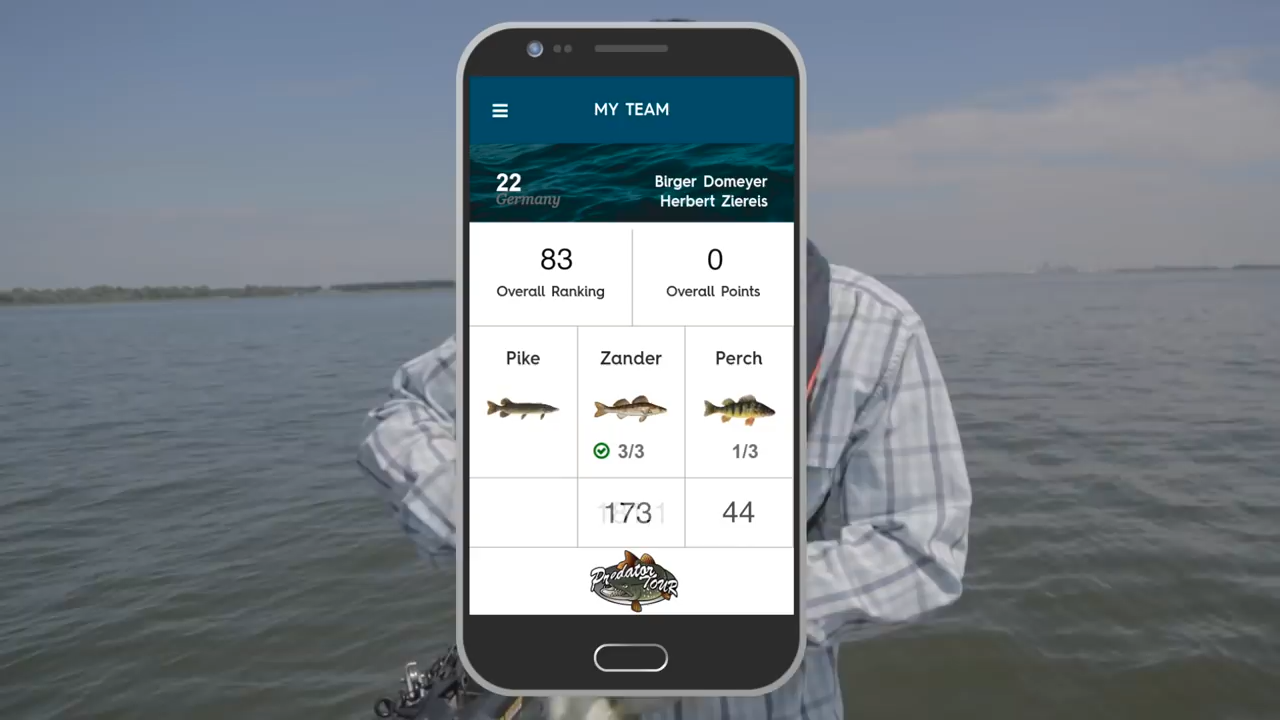 MY TEAM
22
Germany
Birger Domeyer
Herbert Ziereis
83
Overall Ranking
0
Overall Points
Pike
Zander
Perch
3/3
1/3
173
44
Predator
TOUR